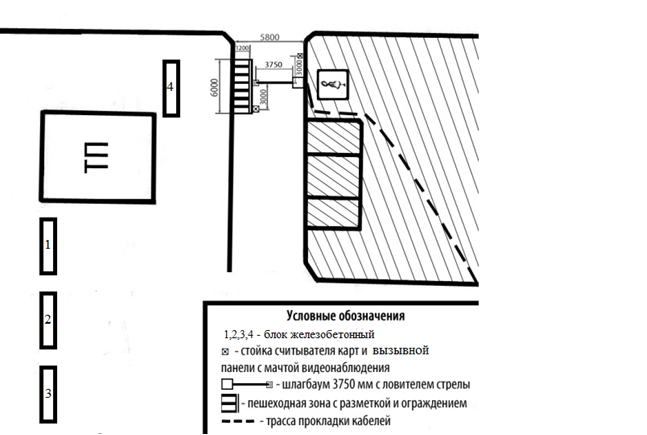 5800
1200
3750
3000
6000
3000
4
ТП
1
2
3
Условные обозначения
1,2,3,4 - блок железобетонный
- стойка считывателя карт и вызывной
панели с мачтой видеонаблюдения
- шлагбаум 3750 мм с ловителем стрелы
- пешеходная зона с разметкой и ограждением
- трасса прокладки кабелей